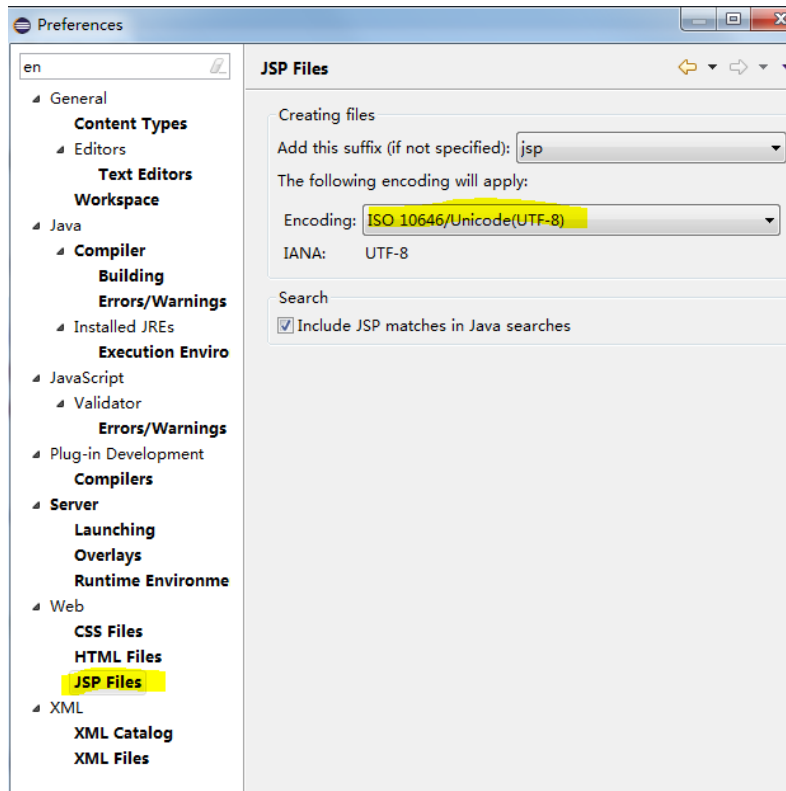 Preferences
en
General
Content Types
Editors
Text Editors
Workspace
Java
Compiler
Building
Errors/Warnings
Installed JREs
Execution Enviro
JavaScript
Validator
Errors/Warnings
Plug-in Development
Compilers
Server
Launching
Overlays
Runtime Environme
Web
CSS Files
HTML Files
JSP Files
XML
XML Catalog
XML Files
JSP Files
Creating files
Add this suffix (if not specified): jsp
The following encoding will apply:
Encoding: ISO 10646/Unicode(UTF-8)
IANA: UTF-8
Search
Include JSP matches in Java searches